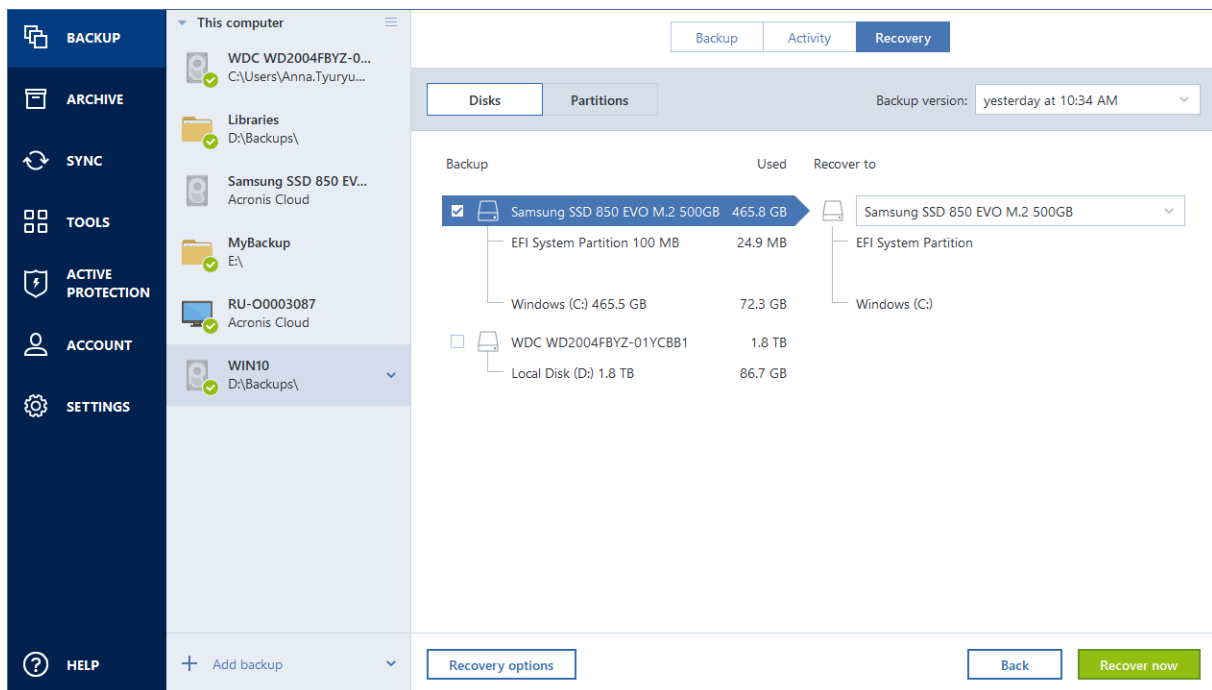 BACKUP
ARCHIVE
SYNC
TOOLS
ACTIVE
PROTECTION
ACCOUNT
SETTINGS
HELP
This computer
WDC WD2004FBYZ-0...
C:\Users\Anna.Tyuryu...
Libraries
D:\Backups\
Samsung SSD 850 EV...
Acronis Cloud
MyBackup
E:\
RU-O0003087
Acronis Cloud
WIN10
D:\Backups\
Add backup
Backup Activity Recovery
Disks Partitions Backup version: yesterday at 10:34 AM
Backup Used Recover to
Samsung SSD 850 EVO M.2 500GB 465.8 GB Samsung SSD 850 EVO M.2 500GB
EFI System Partition 100 MB 24.9 MB EFI System Partition
Windows (C:) 465.5 GB 72.3 GB Windows (C:)
WDC WD2004FBYZ-01YCBB1 1.8 TB
Local Disk (D:) 1.8 TB 86.7 GB
Recovery options Back Recover now